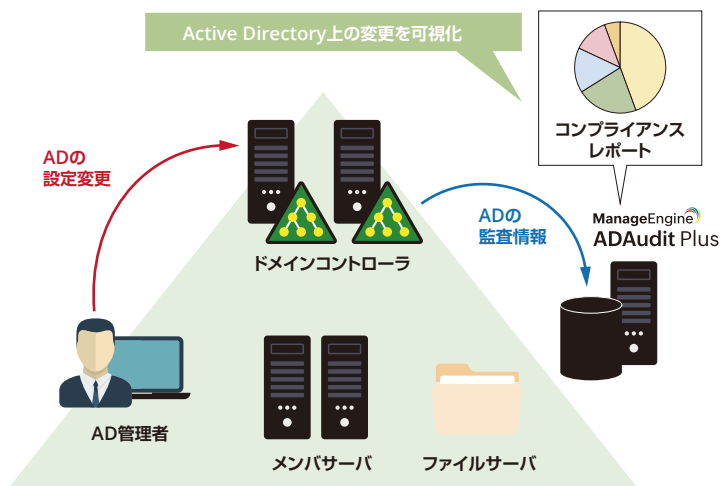 Active Directory上の変更を可視化
コンプライアンス
レポート
ADの
設定変更
ADの
監査情報
ManageEngine
ADAudit Plus
ドメインコントローラ
AD管理者
メンバサーバ
ファイルサーバ